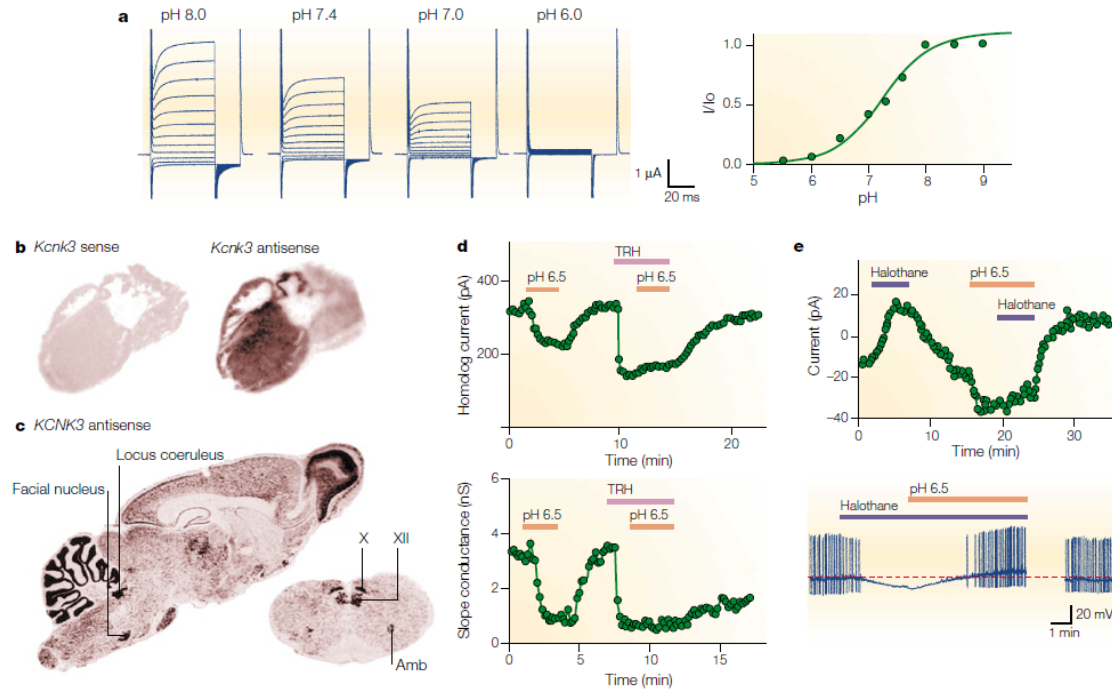 a
pH 8.0 pH 7.4 pH 7.0 pH 6.0
1 µA
20 ms
I/Io
1.0
0.5
0.0
5 6 7 8 9
pH
b Kcnk3 sense Kcnk3 antisense
c KCNK3 antisense
Locus coeruleus
Facial nucleus
X XII
Amb
d
TRH
pH 6.5 pH 6.5
Homolog current (pA)
400
200
0 10 20
Time (min)
TRH
pH 6.5 pH 6.5
Slope conductance (nS)
6
4
2
0
0 5 10 15
Time (min)
e
Halothane pH 6.5
Halothane
Current (pA)
20
0
–20
–40
0 10 20 30
Time (min)
pH 6.5
Halothane
20 mV
1 min